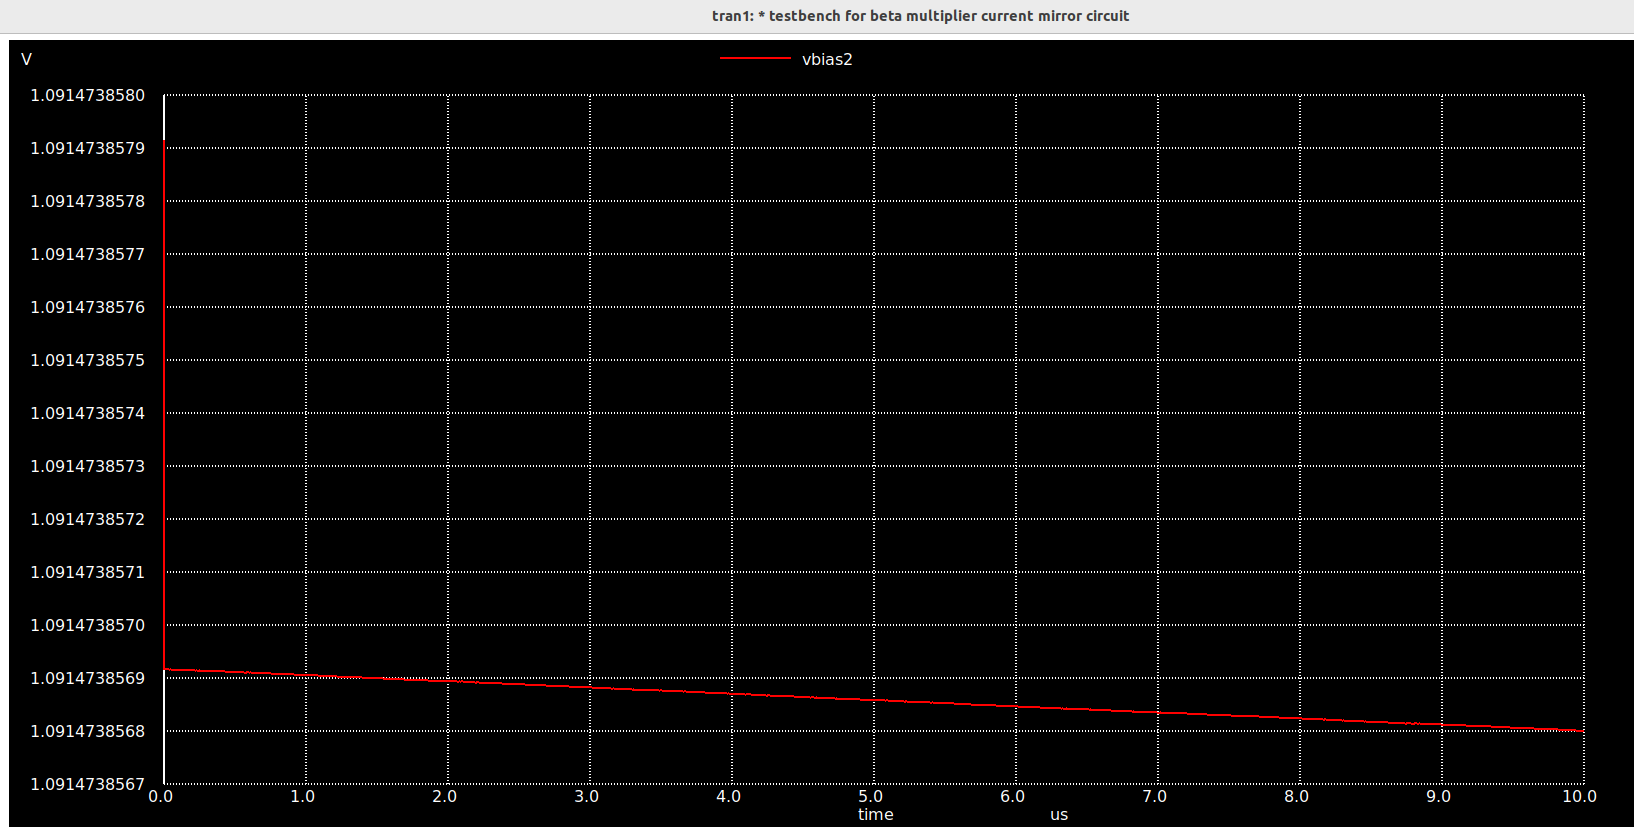 tran1: * testbench for beta multiplier current mirror circuit
V
vbias2
1.0914738580
1.0914738579
1.0914738578
1.0914738577
1.0914738576
1.0914738575
1.0914738574
1.0914738573
1.0914738572
1.0914738571
1.0914738570
1.0914738569
1.0914738568
1.0914738567
0.0 1.0 2.0 3.0 4.0 5.0 6.0 7.0 8.0 9.0 10.0
time us